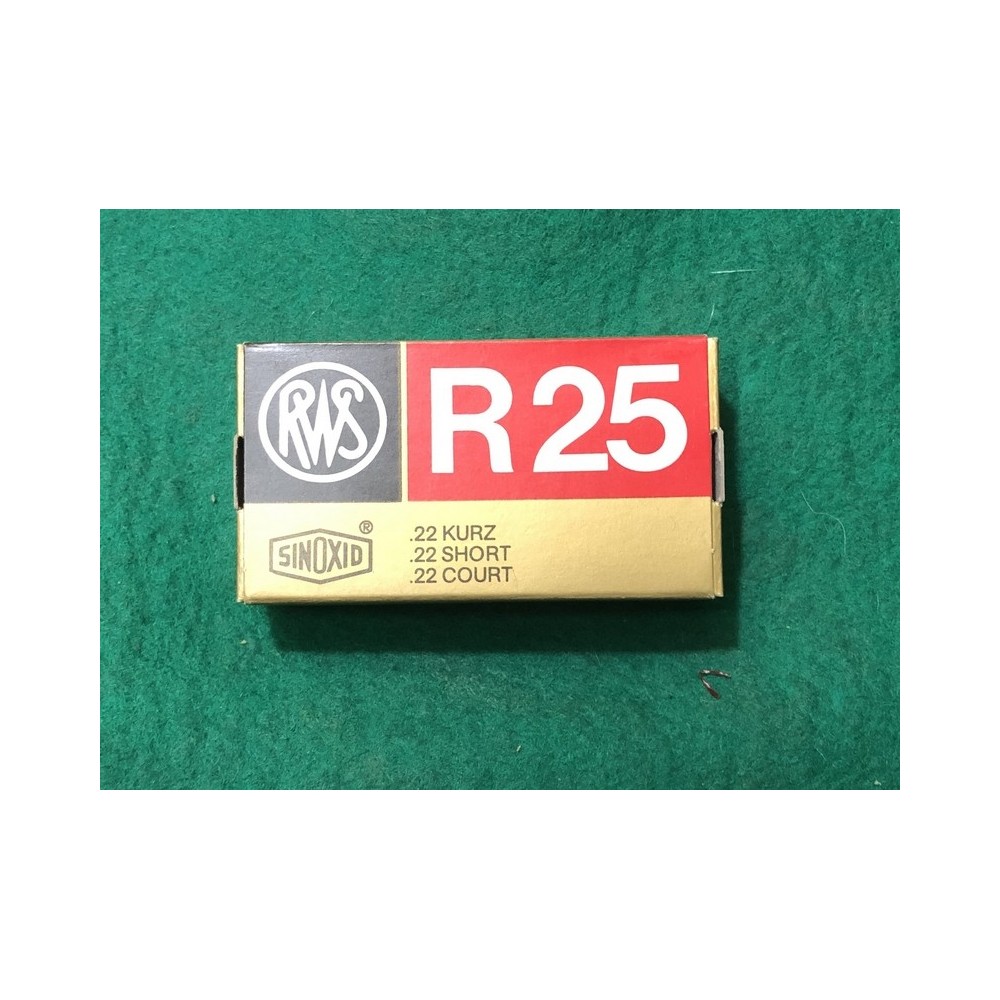 RWS
R25
SINOXID®
.22 KURZ
.22 SHORT
.22 COURT